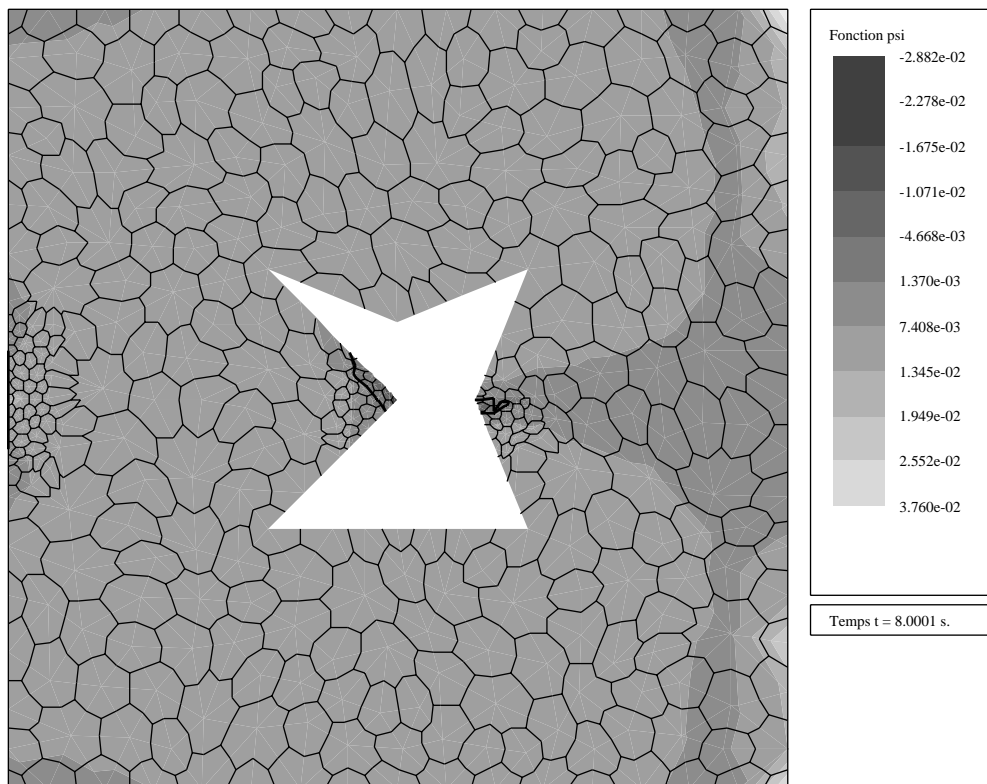 Fonction psi
-2.882e-02
-2.278e-02
-1.675e-02
-1.071e-02
-4.668e-03
1.370e-03
7.408e-03
1.345e-02
1.949e-02
2.552e-02
3.760e-02
Temps t = 8.0001 s.